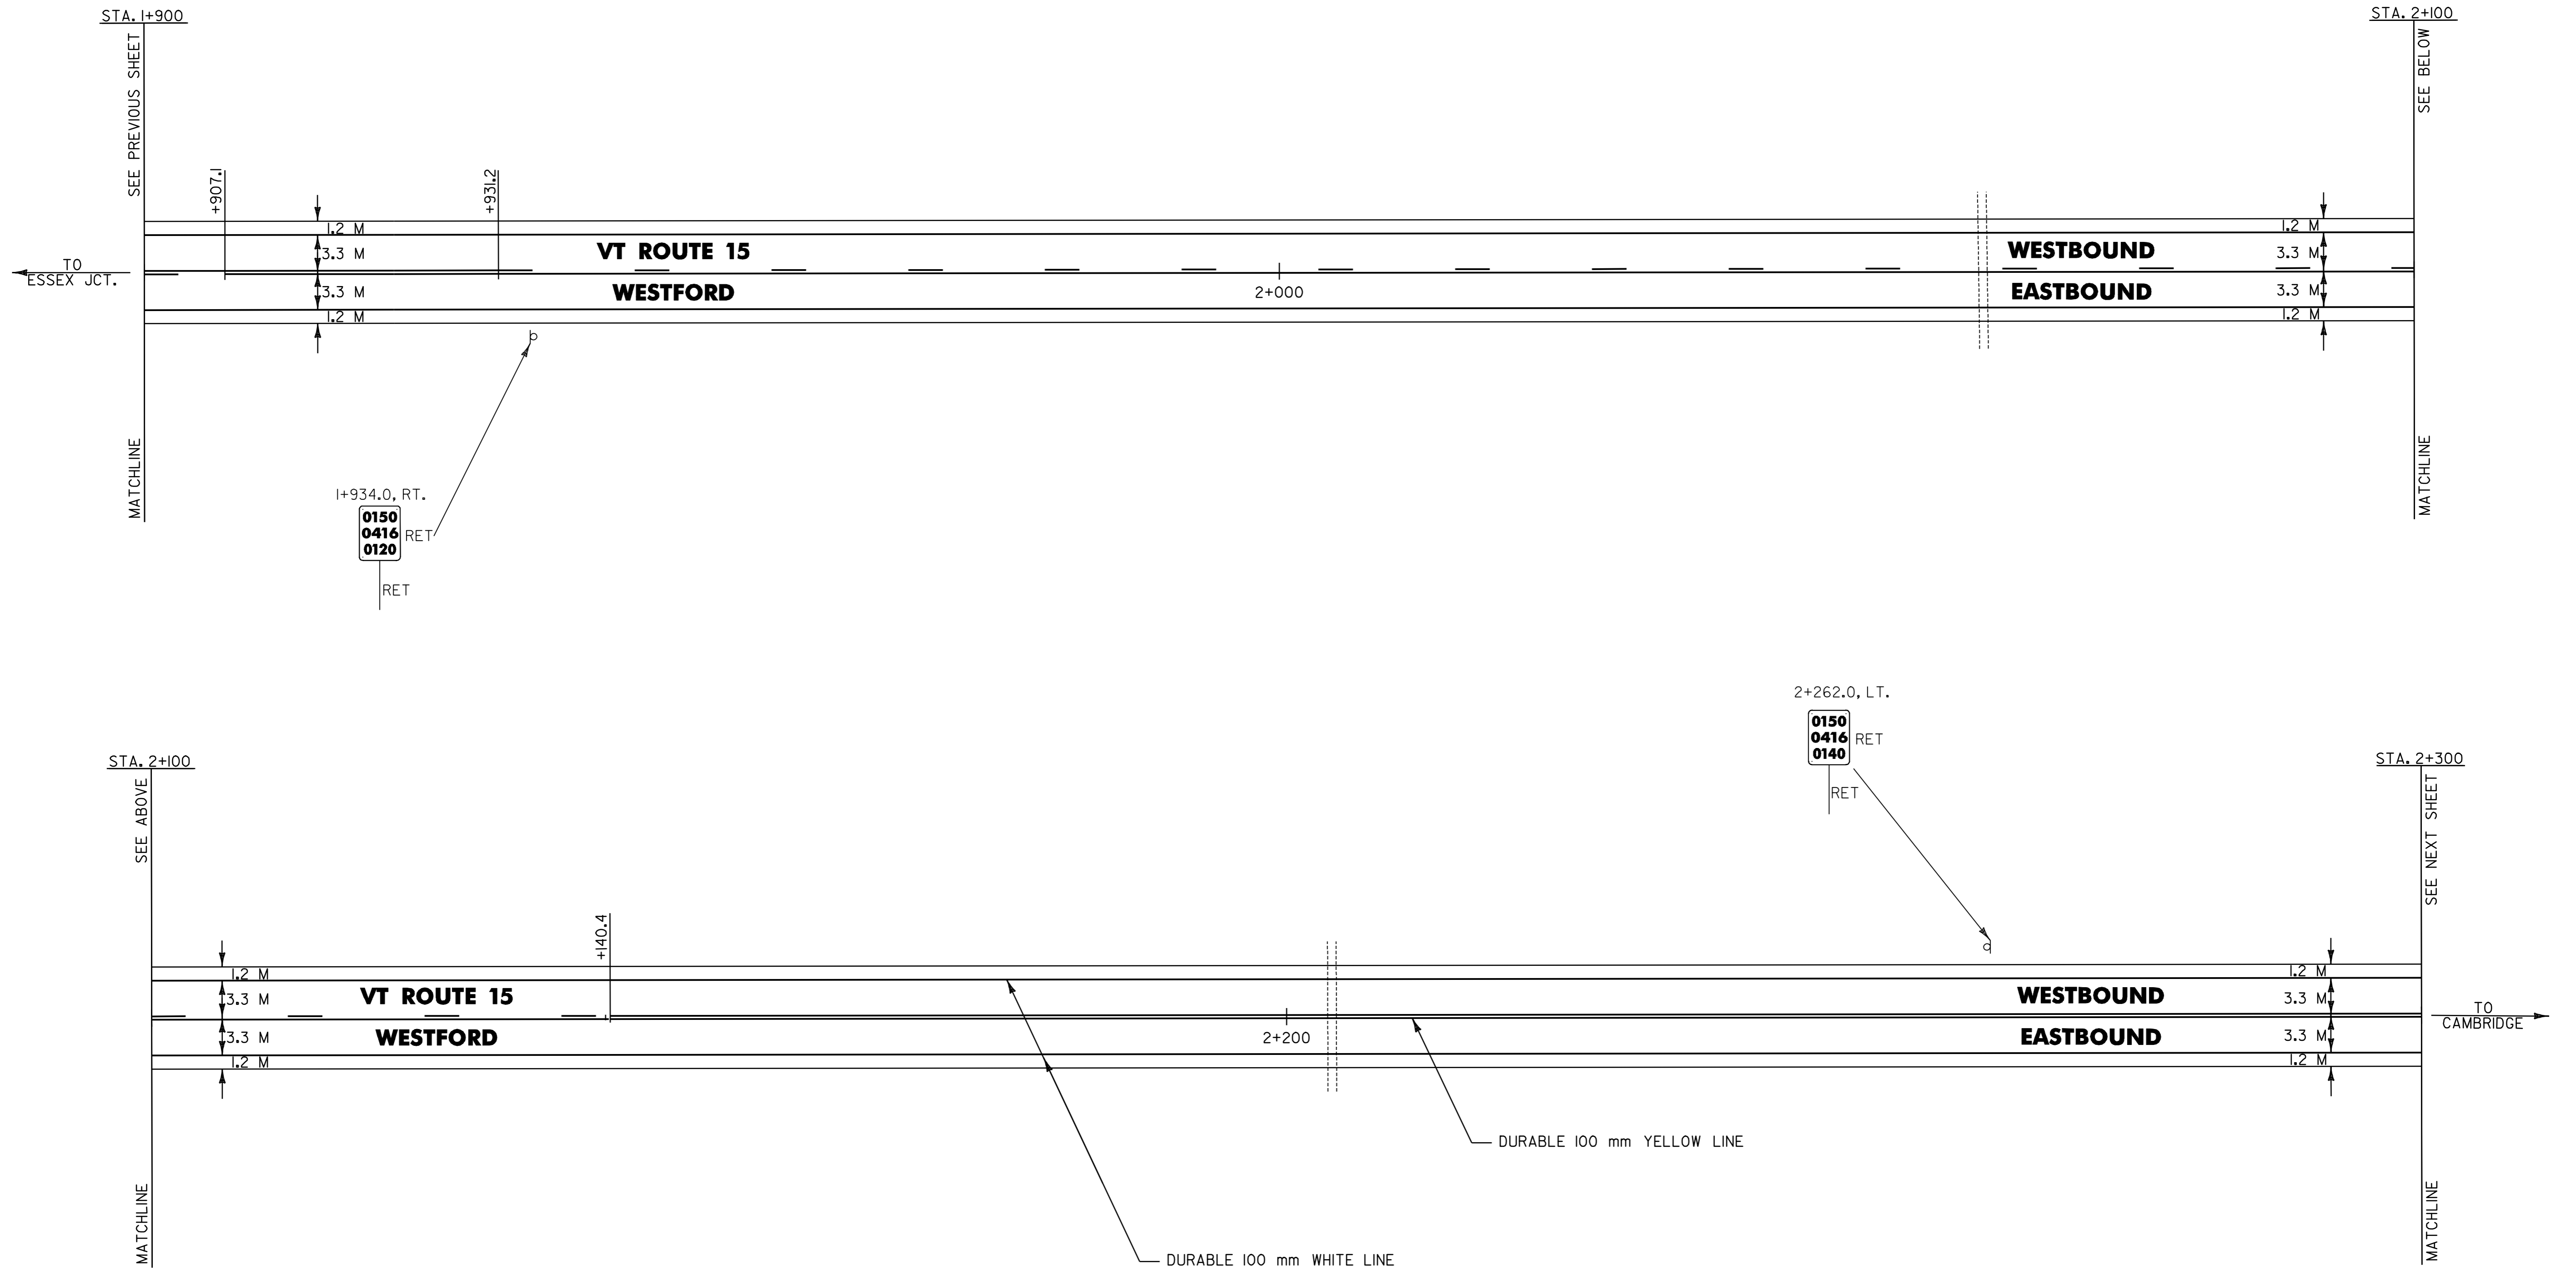 STA. 1+900
STA. 2+100
SEE PREVIOUS SHEET
SEE BELOW
+907.1
+931.2
1.2 M
1.2 M
3.3 M
VT ROUTE 15
WESTBOUND
3.3 M
TO
ESSEX JCT.
3.3 M
WESTFORD
2+000
EASTBOUND
3.3 M
1.2 M
1.2 M
b
MATCHLINE
MATCHLINE
1+934.0, RT.
0150
0416
0120
RET
RET
2+262.0, LT.
0150
0416
0140
RET
RET
STA. 2+100
STA. 2+300
SEE ABOVE
SEE NEXT SHEET
+140.4
1.2 M
1.2 M
3.3 M
VT ROUTE 15
WESTBOUND
3.3 M
TO
CAMBRIDGE
3.3 M
WESTFORD
2+200
EASTBOUND
3.3 M
1.2 M
1.2 M
DURABLE 100 mm YELLOW LINE
MATCHLINE
MATCHLINE
DURABLE 100 mm WHITE LINE